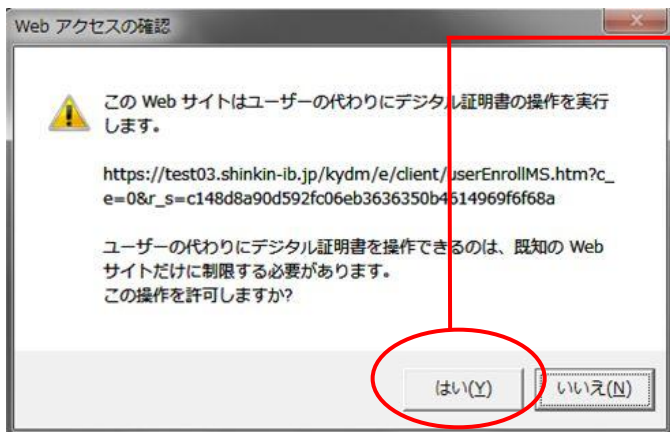 Web アクセスの確認
この Web サイトはユーザーの代わりにデジタル証明書の操作を実行
します。
https://test03.shinkin-ib.jp/kydm/e/client/userEnrollMS.htm?c_
e=0&r_s=c148d8a90d592fc06eb3636350b4614969f6f68a
ユーザーの代わりにデジタル証明書を操作できるのは、既知の Web
サイトだけに制限する必要があります。
この操作を許可しますか?
はい(Y)
いいえ(N)